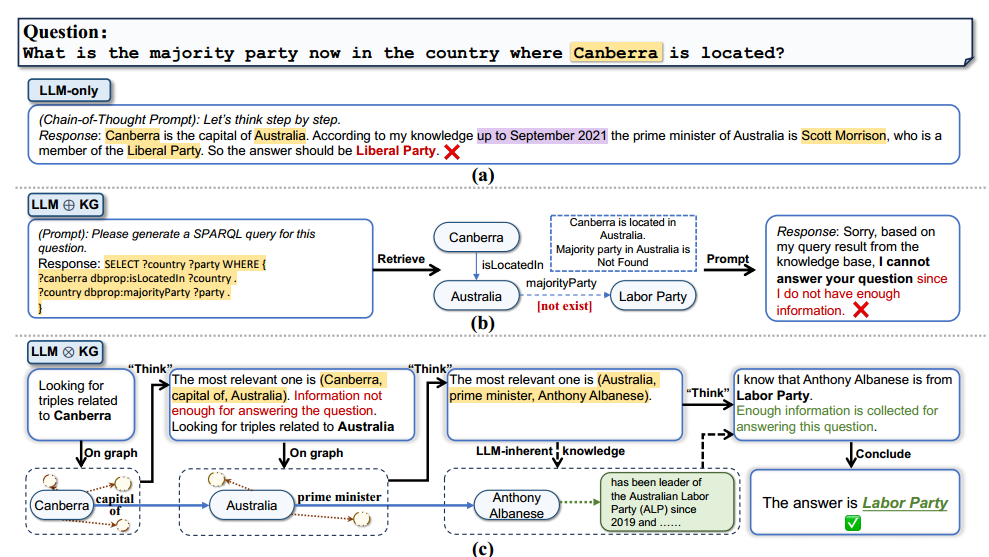 Question:
What is the majority party now in the country where Canberra is located?
LLM-only
(Chain-of-Thought Prompt): Let's think step by step.
Response: Canberra is the capital of Australia. According to my knowledge up to September 2021 the prime minister of Australia is Scott Morrison, who is a
member of the Liberal Party. So the answer should be Liberal Party.
(a)
LLM ⊕ KG
(Prompt): Please generate a SPARQL query for this
question.
Response: SELECT ?country ?party WHERE {
?canberra dbprop:isLocatedIn ?country .
?country dbprop:majorityParty ?party .
}
Retrieve
Canberra
isLocatedIn
Australia
majorityParty
[not exist]
Labor Party
Canberra is located in
Australia.
Majority party in Australia is
Not Found
Prompt
Response: Sorry, based on
my query result from the
knowledge base, I cannot
answer your question since
I do not have enough
information.
(b)
LLM ⊗ KG
Looking for
triples related
to Canberra
"Think"
The most relevant one is (Canberra,
capital of, Australia). Information not
enough for answering the question.
Looking for triples related to Australia
"Think"
The most relevant one is (Australia,
prime minister, Anthony Albanese).
"Think"
I know that Anthony Albanese is from
Labor Party.
Enough information is collected for
answering this question.
On graph
On graph
LLM-inherent knowledge
Conclude
Canberra
capital
of
Australia
prime minister
Anthony
Albanese
has been leader of
the Australian Labor
Party (ALP) since
2019 and ......
The answer is Labor Party
(c)